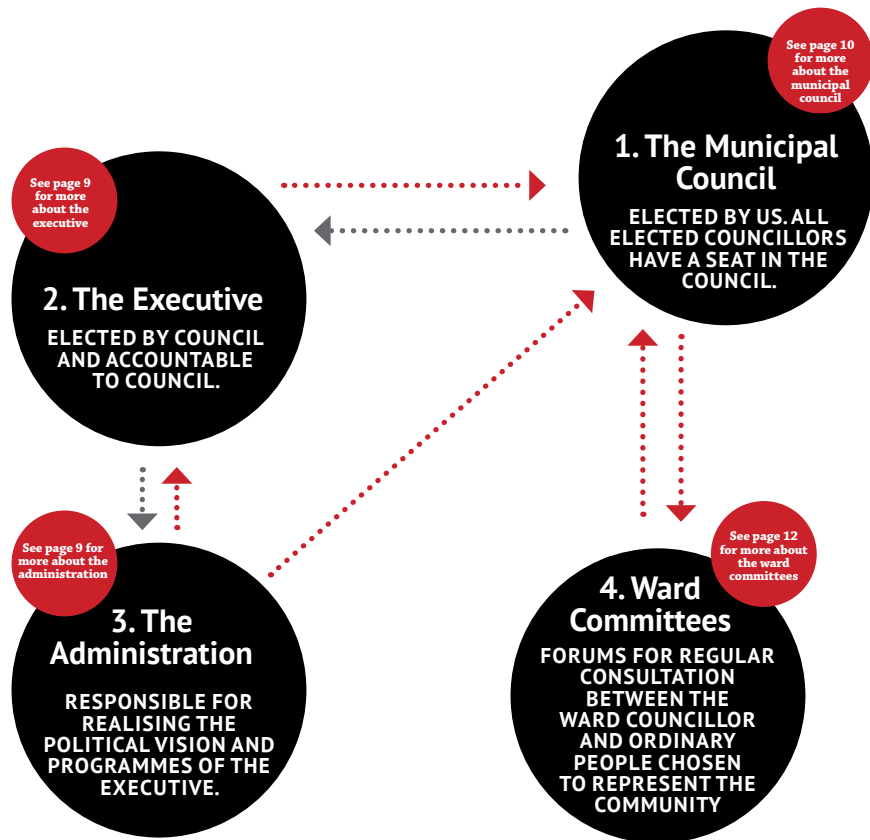 See page 10
for more
about the
municipal
council
1. The Municipal
Council
ELECTED BY US. ALL
ELECTED COUNCILLORS
HAVE A SEAT IN THE
COUNCIL.
See page 9
for more
about the
executive
2. The Executive
ELECTED BY COUNCIL
AND ACCOUNTABLE
TO COUNCIL.
See page 9 for
more about the
administration
3. The
Administration
RESPONSIBLE FOR
REALISING THE
POLITICAL VISION AND
PROGRAMMES OF THE
EXECUTIVE.
See page 12
for more about
the ward
committees
4. Ward
Committees
FORUMS FOR REGULAR
CONSULTATION
BETWEEN THE
WARD COUNCILLOR
AND ORDINARY
PEOPLE CHOSEN
TO REPRESENT THE
COMMUNITY